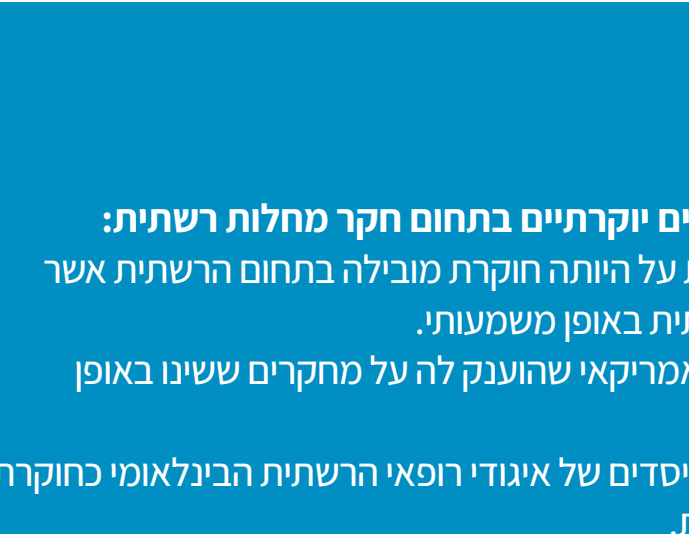 ים יוקרתיים בתחום חקר מחלות רשתית:
על היותה חוקרת מובילה בתחום הרשתית אשר
באופן משמעותי.
אמריקאי שהוענק לה על מחקרים ששינו באופן
יסדים של איגודי רופאי הרשתית הבינלאומי כחוקרת